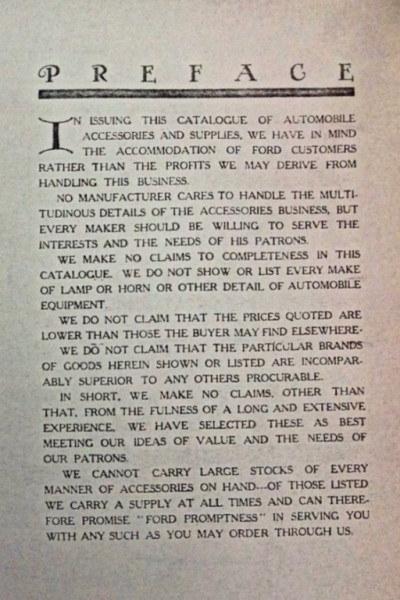 PREFACE
IN ISSUING THIS CATALOGUE OF AUTOMOBILE
ACCESSORIES AND SUPPLIES, WE HAVE IN MIND
THE ACCOMMODATION OF FORD CUSTOMERS
RATHER THAN THE PROFITS WE MAY DERIVE FROM
HANDLING THIS BUSINESS.
NO MANUFACTURER CARES TO HANDLE THE MULTI-
TUDINOUS DETAILS OF THE ACCESSORIES BUSINESS, BUT
EVERY MAKER SHOULD BE WILLING TO SERVE THE
INTERESTS AND THE NEEDS OF HIS PATRONS.
WE MAKE NO CLAIMS TO COMPLETENESS IN THIS
CATALOGUE. WE DO NOT SHOW OR LIST EVERY MAKE
OF LAMP OR HORN OR OTHER DETAIL OF AUTOMOBILE
EQUIPMENT.
WE DO NOT CLAIM THAT THE PRICES QUOTED ARE
LOWER THAN THOSE THE BUYER MAY FIND ELSEWHERE.
WE DO NOT CLAIM THAT THE PARTICULAR BRANDS
OF GOODS HEREIN SHOWN OR LISTED ARE INCOMPAR-
ABLY SUPERIOR TO ANY OTHERS PROCURABLE.
IN SHORT, WE MAKE NO CLAIMS, OTHER THAN
THAT, FROM THE FULNESS OF A LONG AND EXTENSIVE
EXPERIENCE, WE HAVE SELECTED THESE AS BEST
MEETING OUR IDEAS OF VALUE AND THE NEEDS OF
OUR PATRONS.
WE CANNOT CARRY LARGE STOCKS OF EVERY
MANNER OF ACCESSORIES ON HAND---OF THOSE LISTED
WE CARRY A SUPPLY AT ALL TIMES AND CAN THERE-
FORE PROMISE "FORD PROMPTNESS" IN SERVING YOU
WITH ANY SUCH AS YOU MAY ORDER THROUGH US.